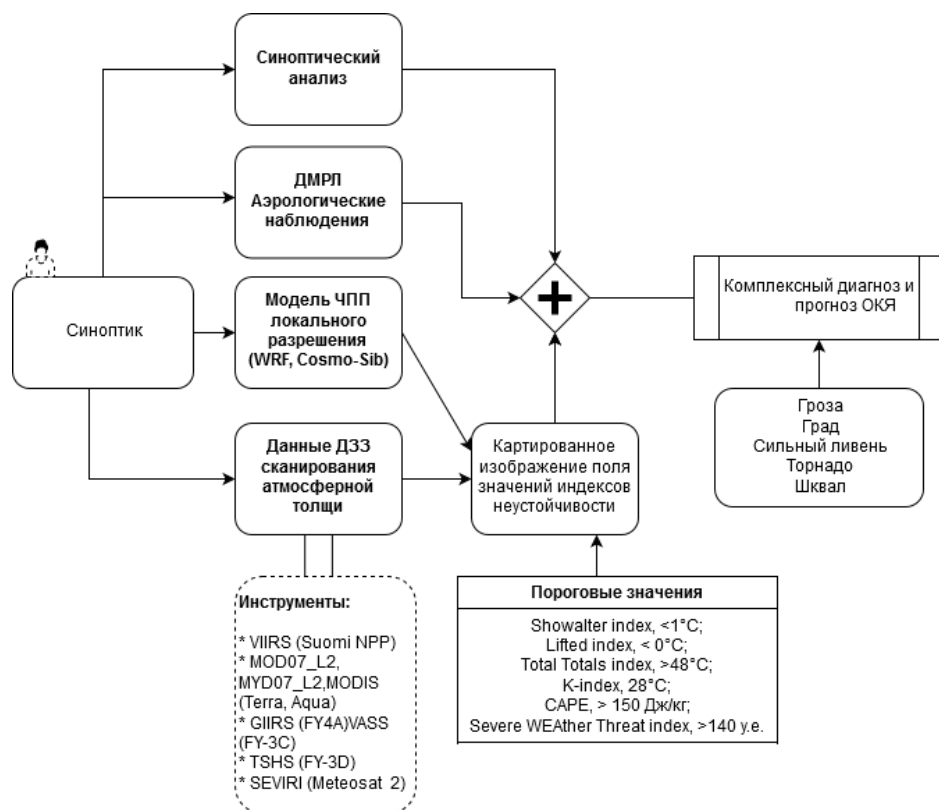 Синоптический
анализ
ДМРЛ
Аэрологические
наблюдения
Синоптик
Модель ЧПП
локального
разрешения
(WRF, Cosmo-Sib)
Данные ДЗЗ
сканирования
атмосферной
толщи
Картированное
изображение поля
значений индексов
неустойчивости
Комплексный диагноз и
прогноз ОКЯ
Гроза
Град
Сильный ливень
Торнадо
Шквал
Инструменты:
* VIIRS (Suomi NPP)
* MOD07_L2,
MYD07_L2,MODIS
(Terra, Aqua)
* GIIRS (FY4A)VASS
(FY-3C)
* TSHS (FY-3D)
* SEVIRI (Meteosat 2)
Пороговые значения
Showalter index, <1°C;
Lifted index, < 0°C;
Total Totals index, >48°C;
K-index, 28°C;
CAPE, > 150 Дж/кг;
Severe WEAther Threat index, >140 у.е.